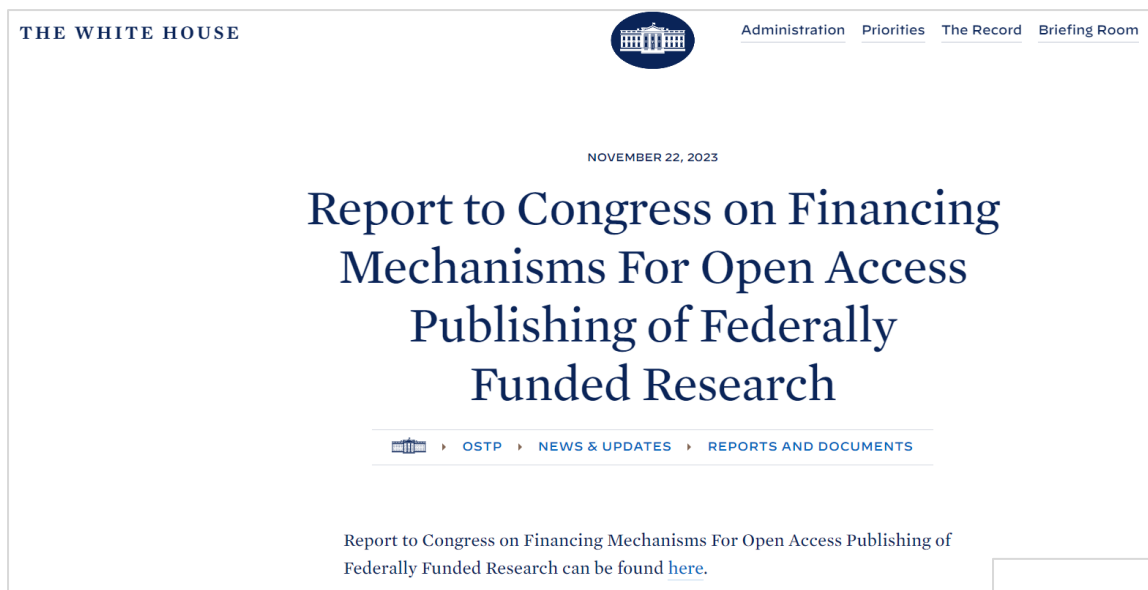 THE WHITE HOUSE
Administration Priorities The Record Briefing Room
NOVEMBER 22, 2023
Report to Congress on Financing
Mechanisms For Open Access
Publishing of Federally
Funded Research
OSTP NEWS & UPDATES REPORTS AND DOCUMENTS
Report to Congress on Financing Mechanisms For Open Access Publishing of
Federally Funded Research can be found here.